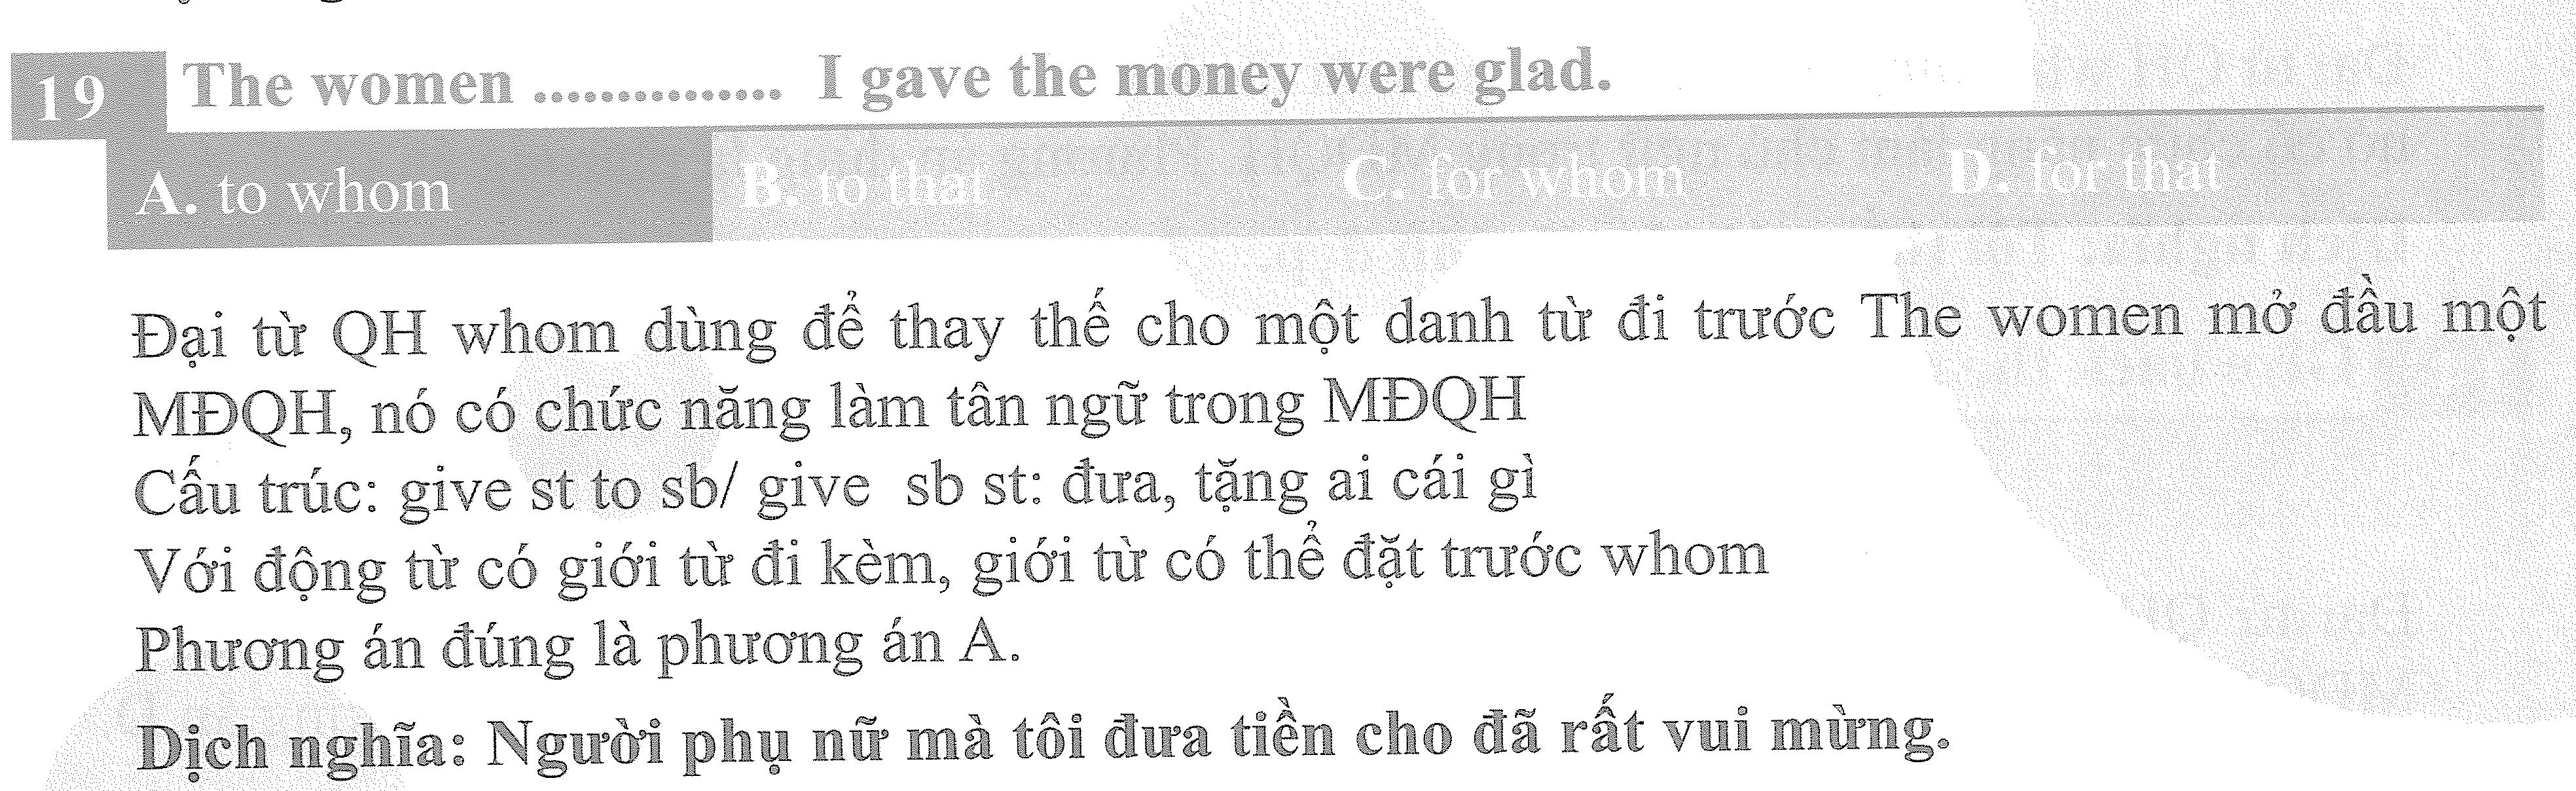 19 The women .............. I gave the money were glad.
A. to whom B. to that C. for whom D. for that
Đại từ QH whom dùng để thay thế cho một danh từ đi trước The women mở đầu một
MĐQH, nó có chức năng làm tân ngữ trong MĐQH
Cấu trúc: give st to sb/ give sb st: đưa, tặng ai cái gì
Với động từ có giới từ đi kèm, giới từ có thể đặt trước whom
Phương án đúng là phương án A.
Dịch nghĩa: Người phụ nữ mà tôi đưa tiền cho đã rất vui mừng.